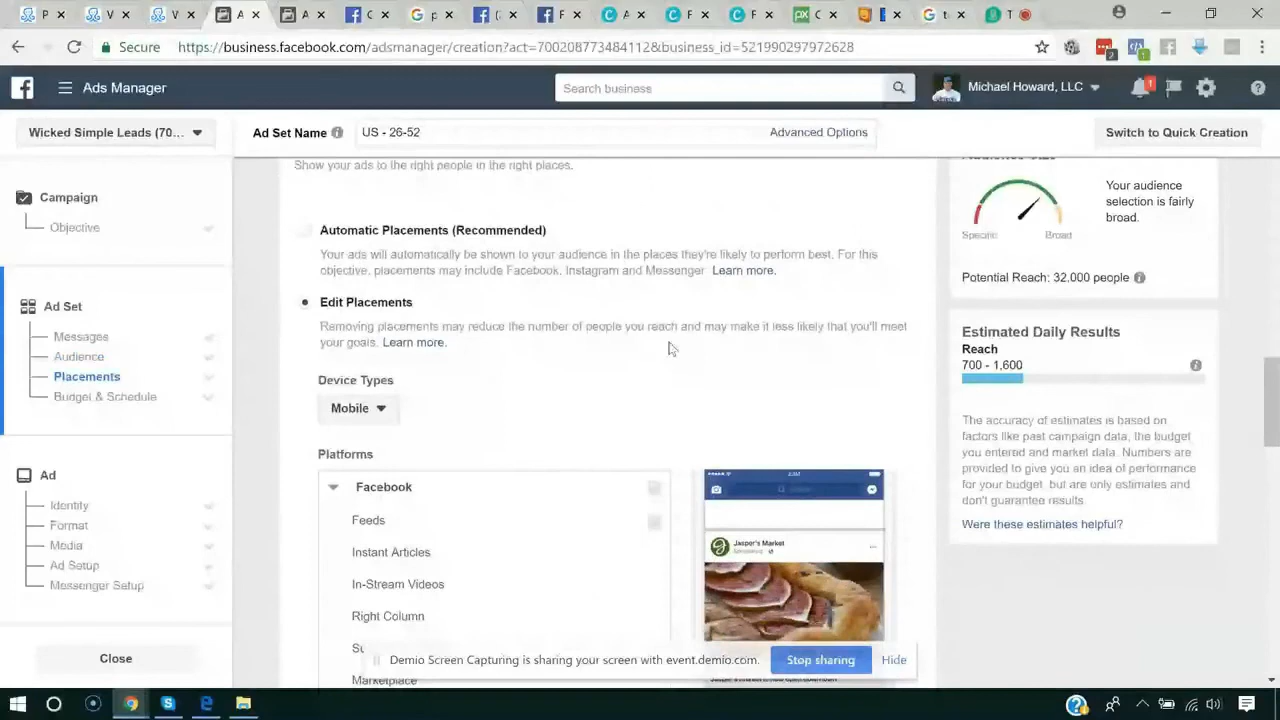 Secure
https://business.facebook.com/adsmanager/creation?act=700208773484112&business_id=521990297972628
Ads Manager
Search business
Michael Howard, LLC
1
Wicked Simple Leads (70...
Ad Set Name
US - 26-52
Advanced Options
Switch to Quick Creation
Show your ads to the right people in the right places.
Campaign
Objective
Ad Set
Messages
Audience
Placements
Budget & Schedule
Ad
Identity
Format
Media
Messenger Setup
Close
Automatic Placements (Recommended)
Your ads will automatically be shown to your audience in the places they're likely to perform best. For this
objective, placements may include Facebook, Instagram and Messenger Learn more.
Edit Placements
Removing placements may reduce the number of people you reach and may make it less likely that you'll meet
your goals. Learn more.
Device Types
Mobile
Platforms
Facebook
Feeds
Instant Articles
In-Stream Videos
Right Column
Marketplace
Jasper's Market
Your audience
selection is fairly
broad.
Specific
Broad
Potential Reach: 32,000 people
Estimated Daily Results
Reach
700 - 1,600
The accuracy of estimates is based on
factors like past campaign data, the budget
you entered and market data. Numbers are
provided to give you an idea of performance
for your budget, but are only estimates and
don't guarantee results.
Were these estimates helpful?
Demio Screen Capturing is sharing your screen with event.demio.com.
Stop sharing
Hide